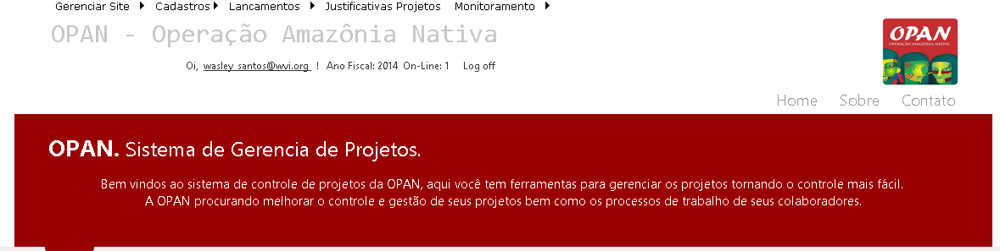 Gerenciar Site Cadastros Lancamentos Justificativas Projetos Monitoramento
OPAN - Operação Amazônia Nativa
OPAN
OPERAÇÃO AMAZÔNIA NATIVA
Oi, wasley_santos@wvi.org ! Ano Fiscal: 2014 On-Line: 1 Log off
Home Sobre Contato
OPAN. Sistema de Gerencia de Projetos.
Bem vindos ao sistema de controle de projetos da OPAN, aqui você tem ferramentas para gerenciar os projetos tornando o controle mais fácil.
A OPAN procurando melhorar o controle e gestão de seus projetos bem como os processos de trabalho de seus colaboradores.